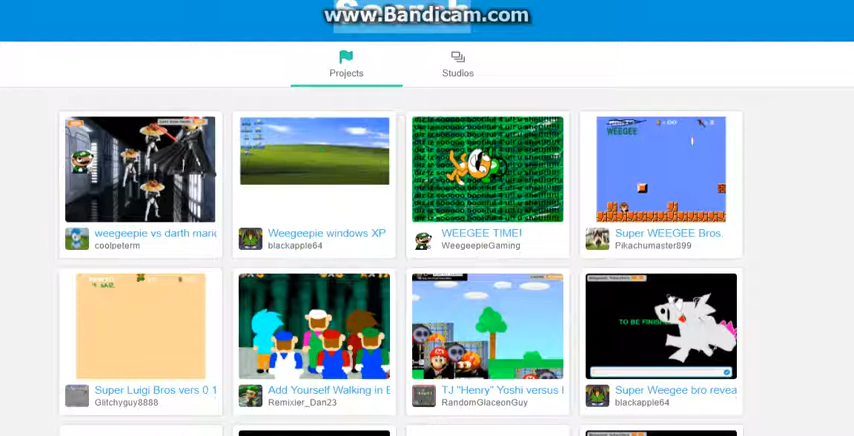 Search
www.Bandicam.com
Projects
Studios
WEEGEE
weegeepie vs darth
coolpeterm
Weegeepie windows XP
blackapple64
WEEGEE TIME!
WeegeepieGaming
Super WEEGEE Bros.
Pikachumaster899
TO BE FINISHED
Super Luigi Bros vers 0.1
Glitchyguy8888
Add Yourself Walking in
Remixier_Dan23
TJ "Henry" Yoshi versus
RandomGlaceonGuy
Super Weegee bro revea
blackapple64